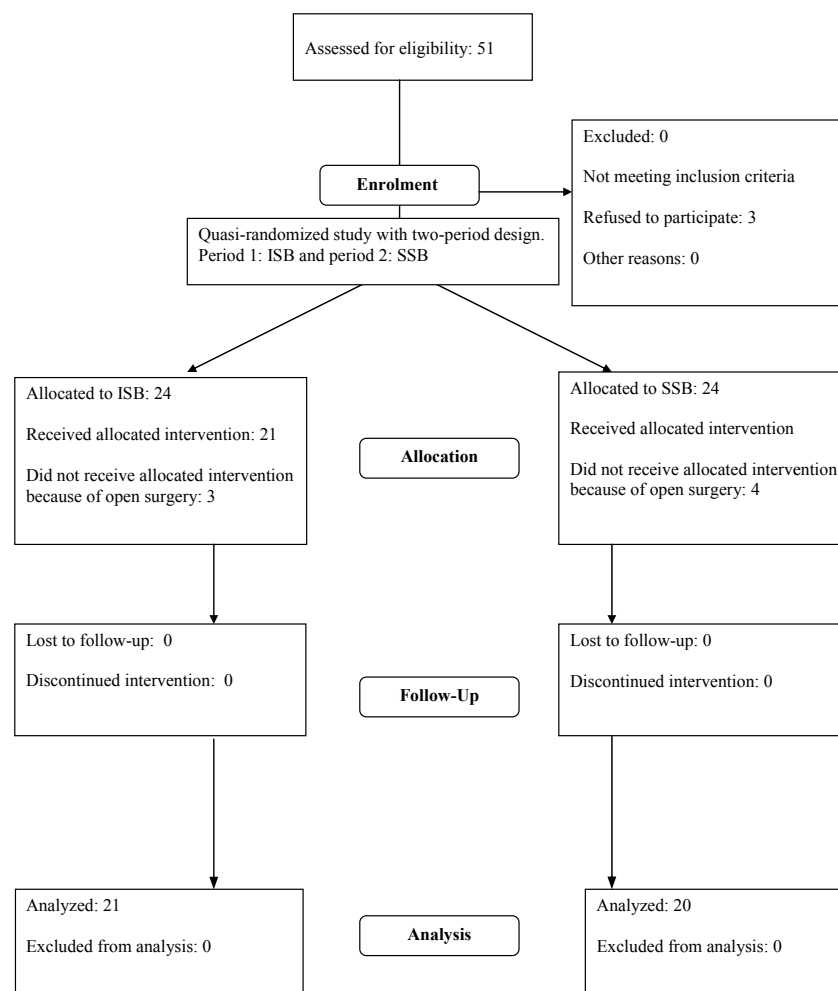 Assessed for eligibility: 51
Excluded: 0
Not meeting inclusion criteria
Refused to participate: 3
Other reasons: 0
Enrolment
Quasi-randomized study with two-period design.
Period 1: ISB and period 2: SSB
Allocated to ISB: 24
Received allocated intervention: 21
Did not receive allocated intervention
because of open surgery: 3
Allocation
Allocated to SSB: 24
Received allocated intervention
Did not receive allocated intervention
because of open surgery: 4
Lost to follow-up: 0
Discontinued intervention: 0
Follow-Up
Lost to follow-up: 0
Discontinued intervention: 0
Analyzed: 21
Excluded from analysis: 0
Analysis
Analyzed: 20
Excluded from analysis: 0